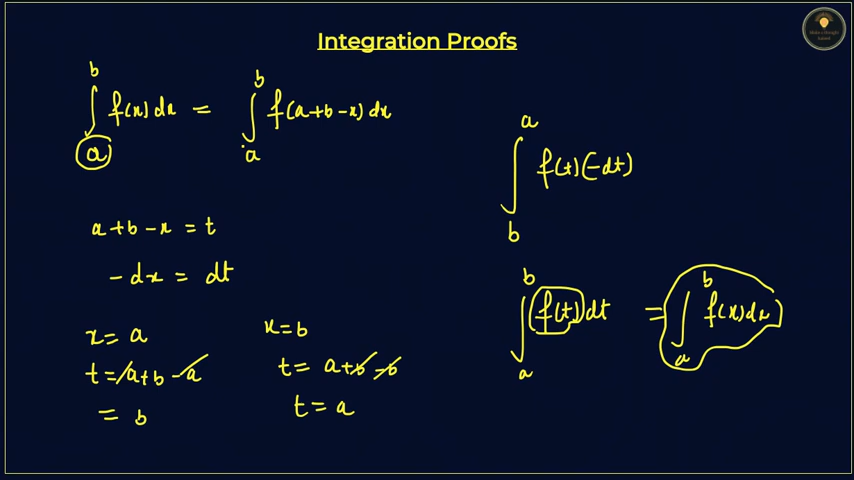 Integration Proofs
∫_a^b f(x) dx = ∫_a^b f(a+b-x) dx
a+b-x = t
-dx = dt
x = a
t = a+b-a
= b
x = b
t = a+b-b
t = a
∫_b^a f(t)(-dt)
∫_a^b f(t) dt = ∫_a^b f(x) dx